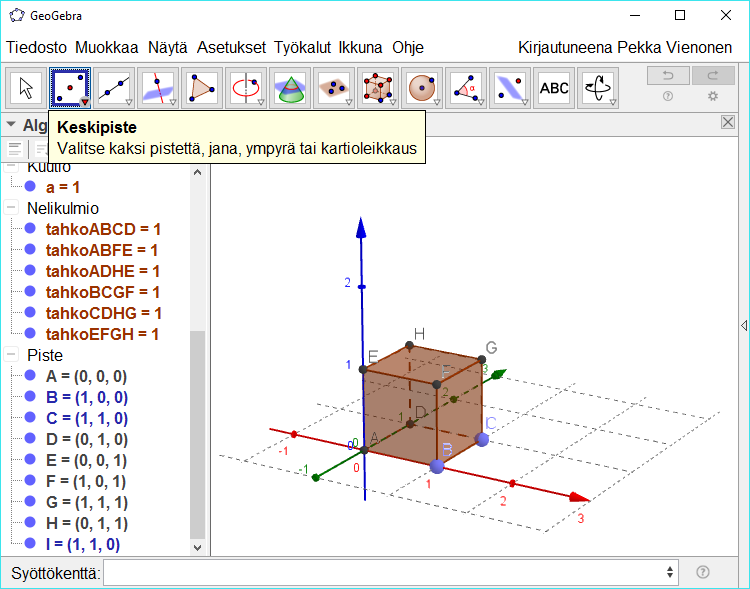 GeoGebra
Tiedosto Muokkaa Näytä Asetukset Työkalut Ikkuna Ohje Kirjautuneena Pekka Vienonen
ABC
Alg
Keskipiste
Valitse kaksi pistettä, jana, ympyrä tai kartioleikkaus
Kuutio
a = 1
Nelikulmio
tahkoABCD = 1
tahkoABFE = 1
tahkoADHE = 1
tahkoBCGF = 1
tahkoCDHG = 1
tahkoEFGH = 1
Piste
A = (0, 0, 0)
B = (1, 0, 0)
C = (1, 1, 0)
D = (0, 1, 0)
E = (0, 0, 1)
F = (1, 0, 1)
G = (1, 1, 1)
H = (0, 1, 1)
I = (1, 1, 0)
2
H
G
E
1
F
3
2
D
1
C
A
0
0
B
-1
0
-1
1
2
3
Syöttökenttä: